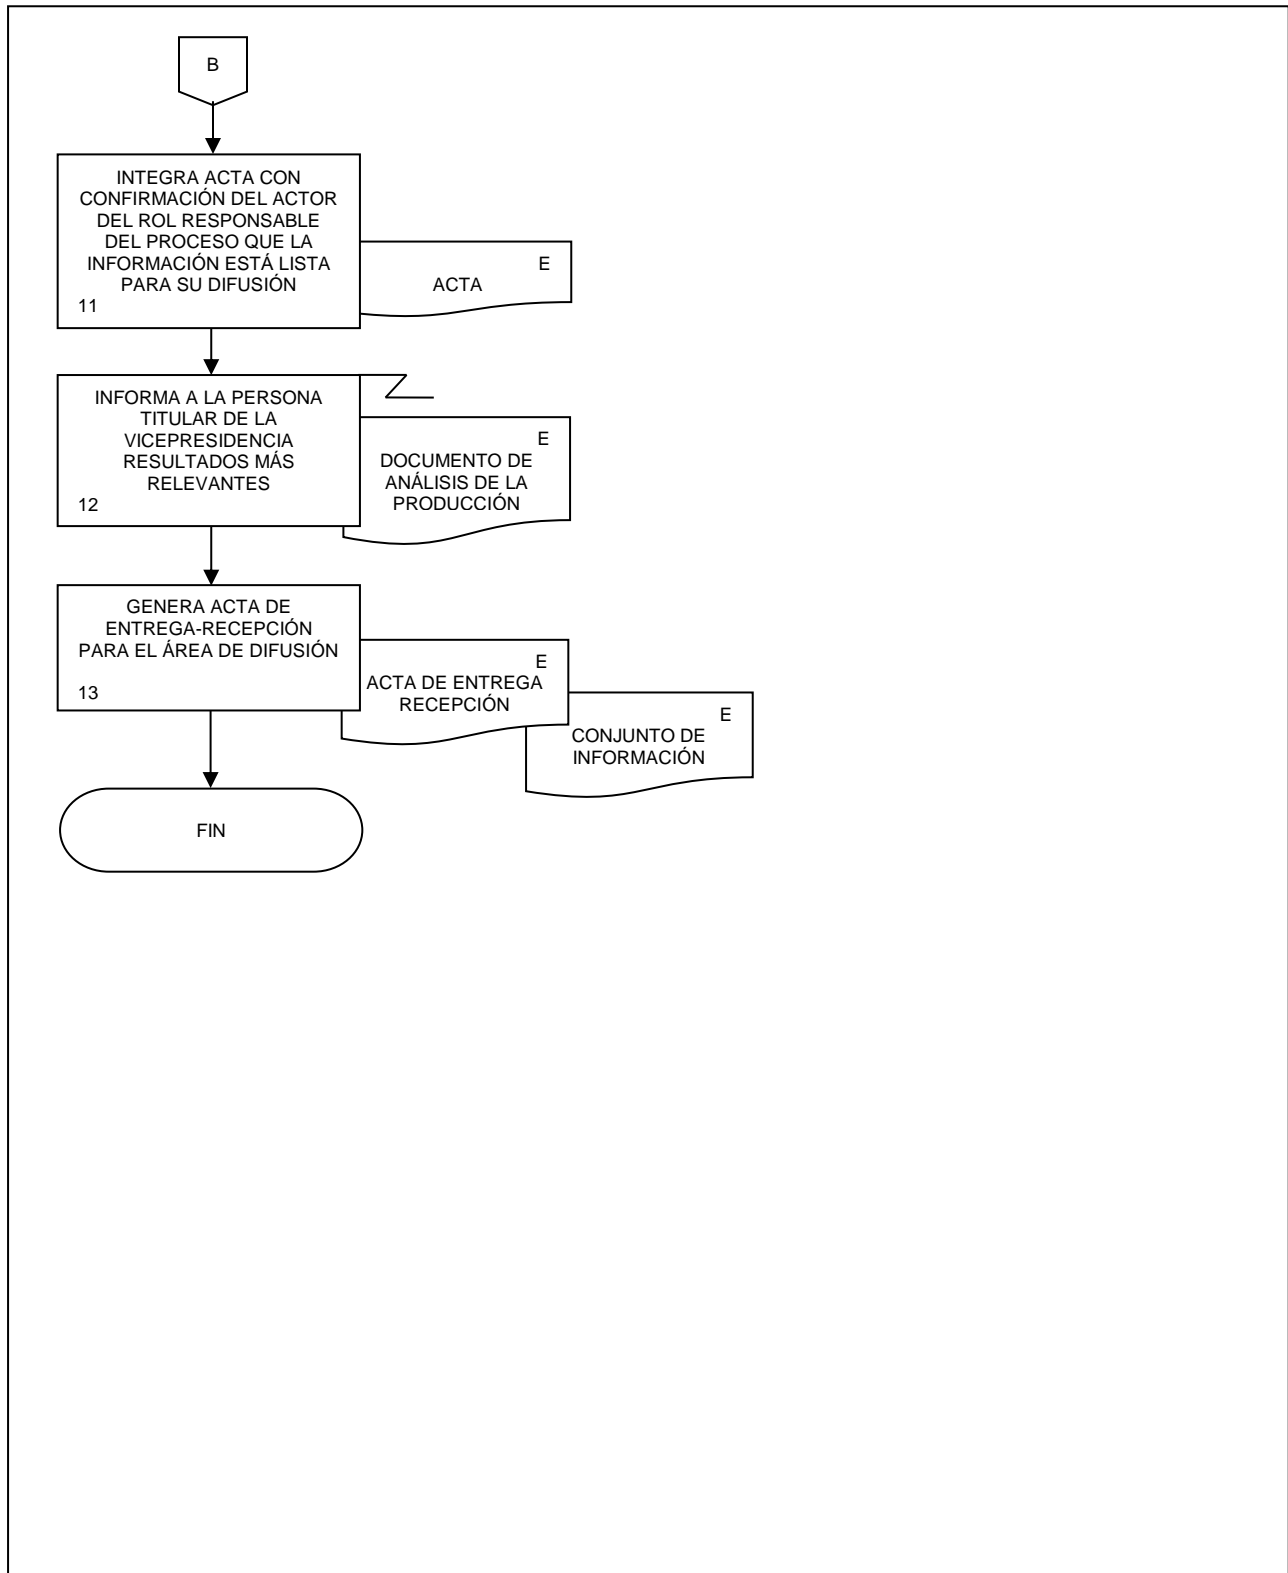 B
INTEGRA ACTA CON
CONFIRMACIÓN DEL ACTOR
DEL ROL RESPONSABLE
DEL PROCESO QUE LA
INFORMACIÓN ESTÁ LISTA
PARA SU DIFUSIÓN
11
E
ACTA
INFORMA A LA PERSONA
TITULAR DE LA
VICEPRESIDENCIA
RESULTADOS MÁS
RELEVANTES
12
E
DOCUMENTO DE
ANÁLISIS DE LA
PRODUCCIÓN
GENERA ACTA DE
ENTREGA-RECEPCIÓN
PARA EL ÁREA DE DIFUSIÓN
13
E
ACTA DE ENTREGA
RECEPCIÓN
E
CONJUNTO DE
INFORMACIÓN
FIN